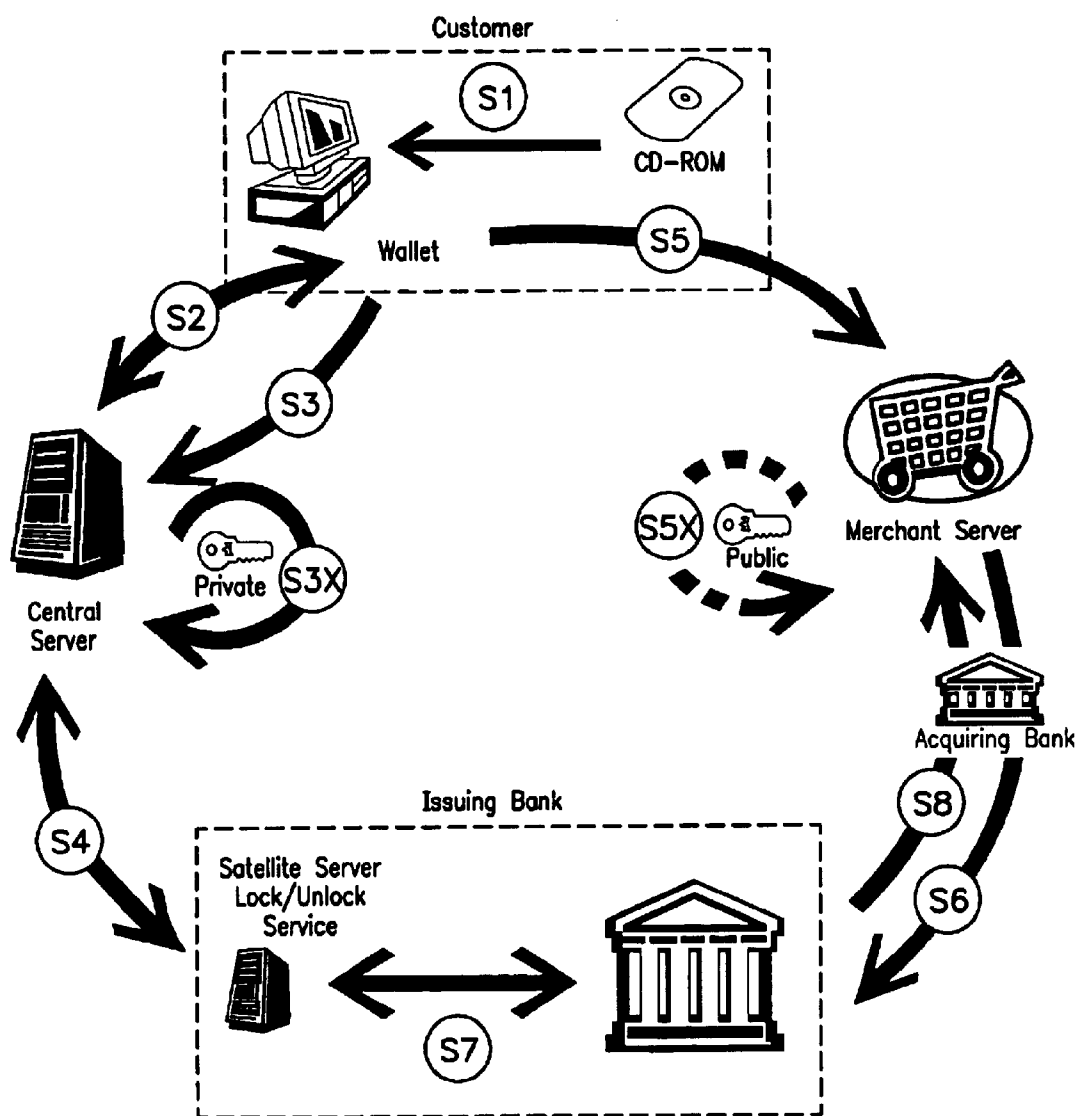 Customer
S1
CD-ROM
Wallet
S5
S2
S3
Private
S3X
Central
Server
S5X
Public
Merchant Server
Acquiring Bank
S8
S6
S4
Issuing Bank
Satellite Server
Lock/Unlock
Service
S7